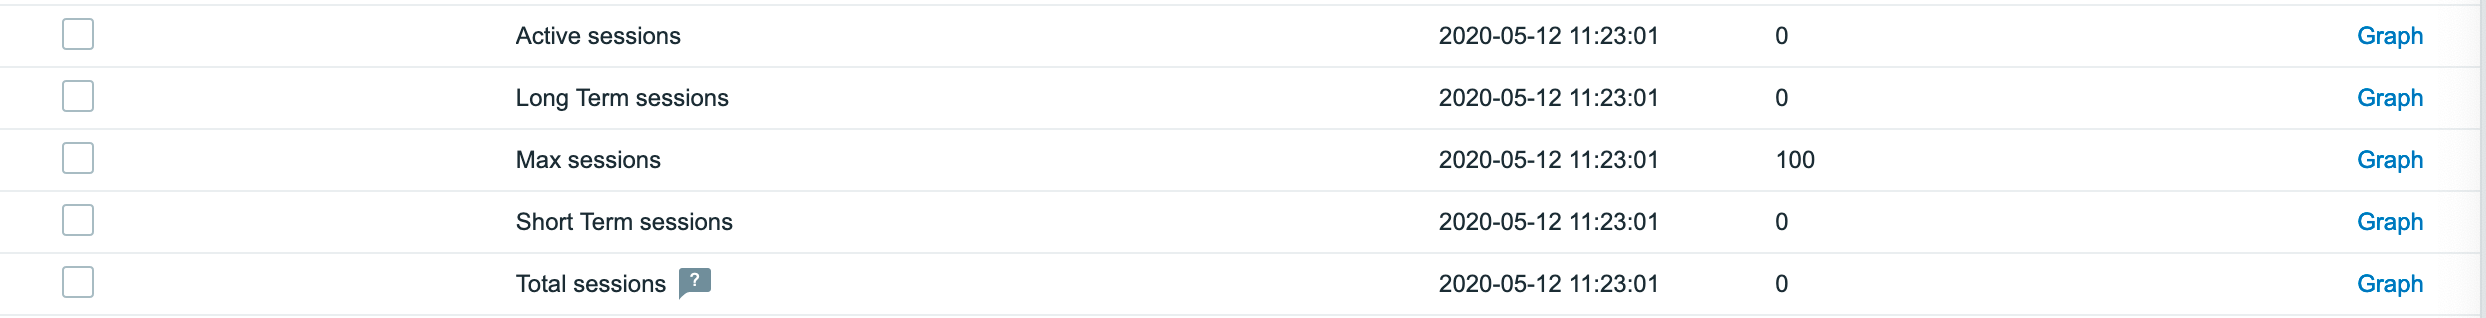 Active sessions 2020-05-12 11:23:01 0 Graph
Long Term sessions 2020-05-12 11:23:01 0 Graph
Max sessions 2020-05-12 11:23:01 100 Graph
Short Term sessions 2020-05-12 11:23:01 0 Graph
Total sessions ? 2020-05-12 11:23:01 0 Graph